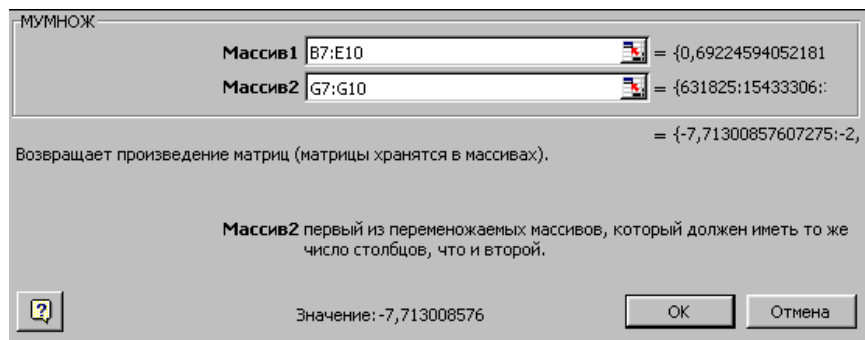 МУМНОЖ
Массив1 B7:E10 = {0,69224594052181
Массив2 G7:G10 = {631825:15433306::
= {-7,71300857607275:-2,
Возвращает произведение матриц (матрицы хранятся в массивах).
Массив2 первый из перемножаемых массивов, который должен иметь то же
число столбцов, что и второй.
Значение:-7,713008576
ОК
Отмена